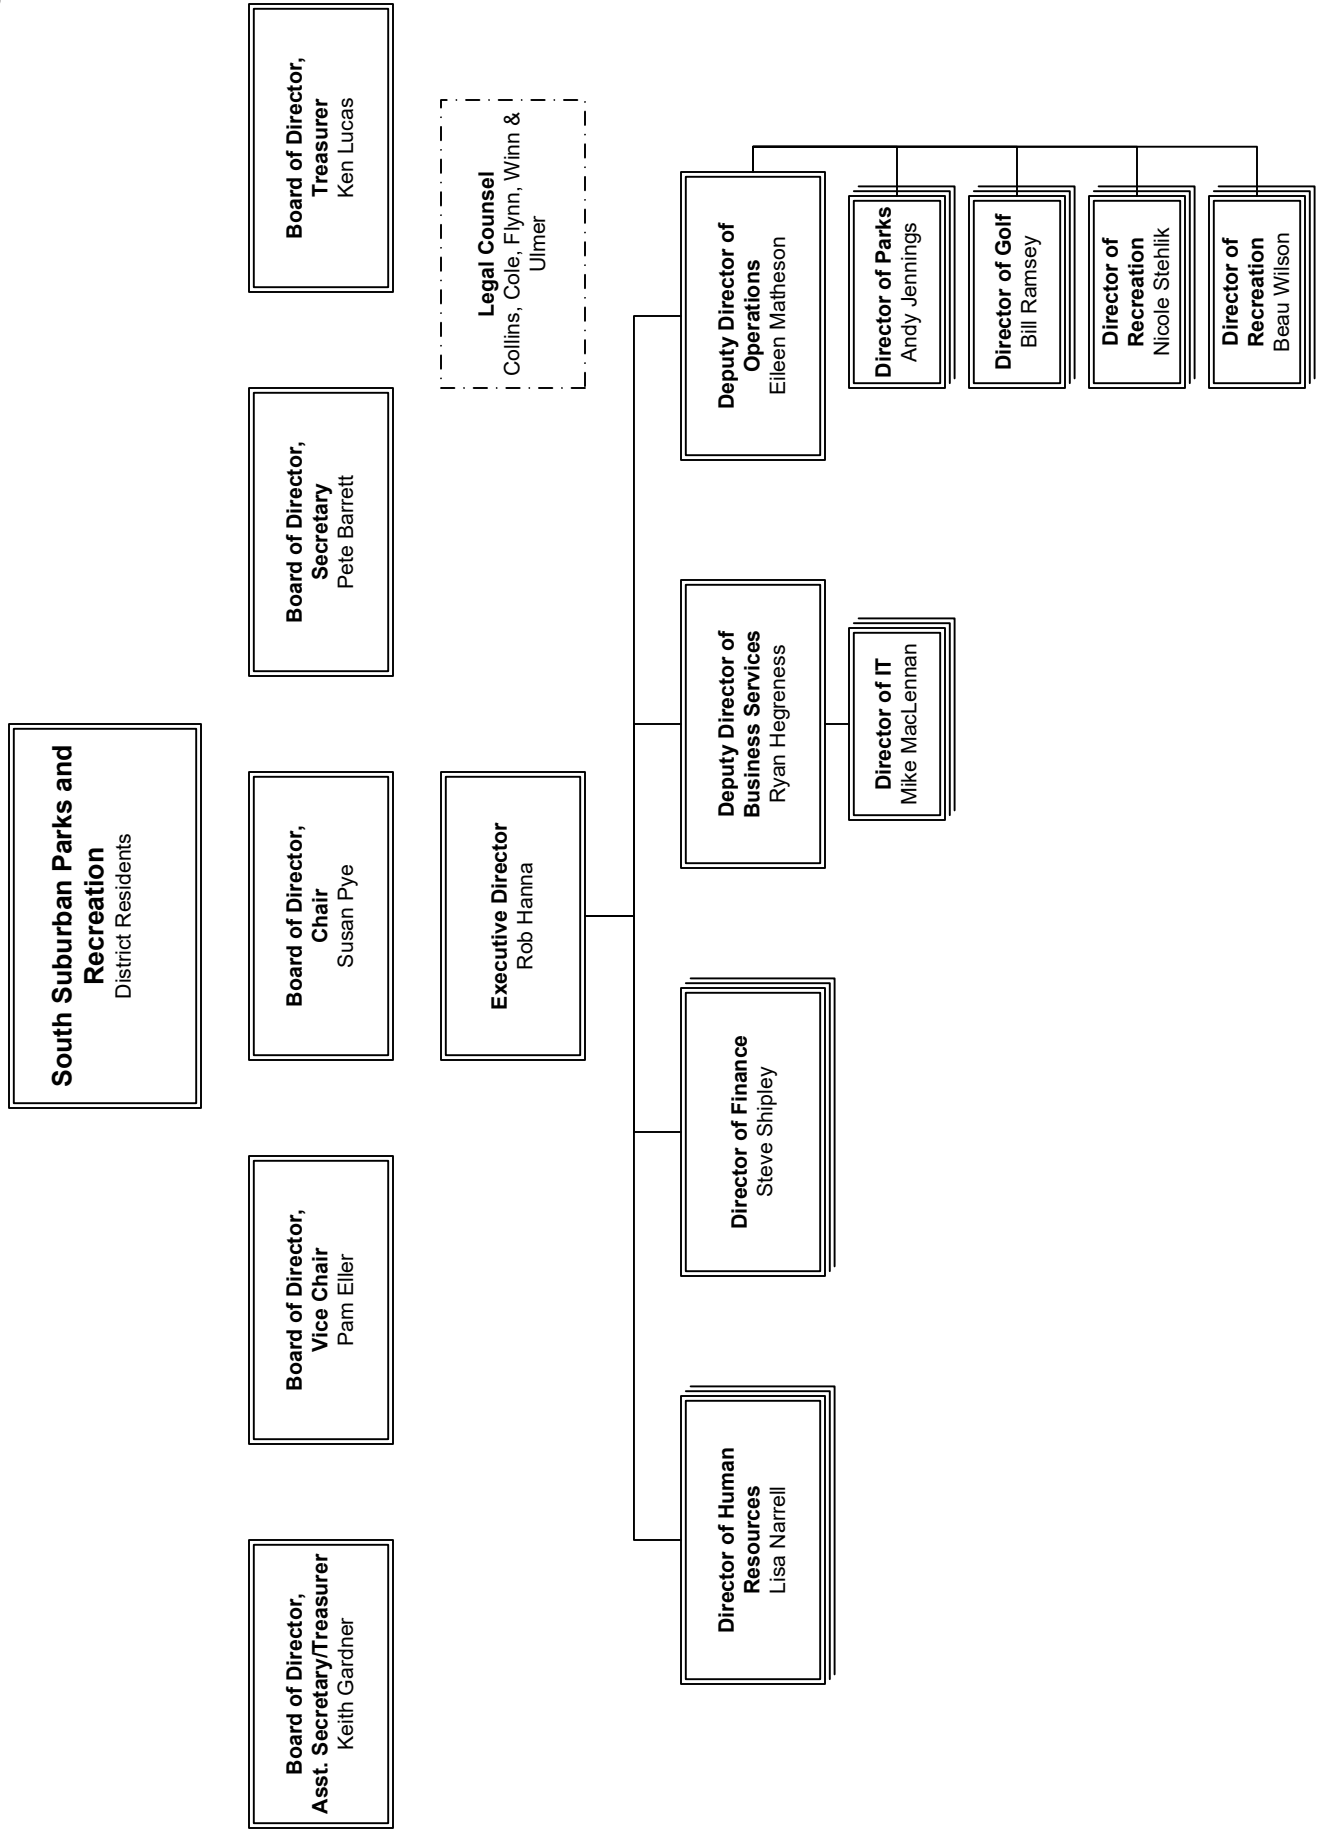 South Suburban Parks and
Recreation
District Residents
Board of Director,
Asst. Secretary/Treasurer
Keith Gardner
Board of Director,
Vice Chair
Pam Eller
Board of Director,
Chair
Susan Pye
Board of Director,
Secretary
Pete Barrett
Board of Director,
Treasurer
Ken Lucas
Executive Director
Rob Hanna
Legal Counsel
Collins, Cole, Flynn, Winn &
Ulmer
Director of Human
Resources
Lisa Narrell
Director of Finance
Steve Shipley
Deputy Director of
Business Services
Ryan Hegreness
Deputy Director of
Operations
Eileen Matheson
Director of IT
Mike MacLennan
Director of Parks
Andy Jennings
Director of Golf
Bill Ramsey
Director of
Recreation
Nicole Stehlik
Director of
Recreation
Beau Wilson